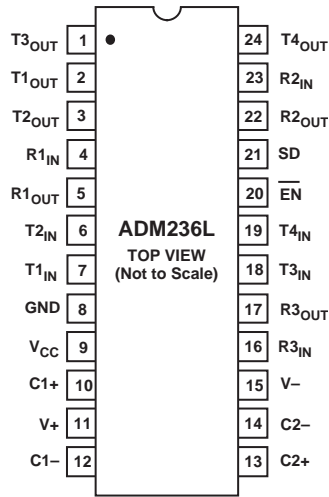 T3OUT 1 24 T4OUT
T1OUT 2 23 R2IN
T2OUT 3 22 R2OUT
R1IN 4 21 SD
R1OUT 5 20 E̅N̅
T2IN 6 ADM236L 19 T4IN
TOP VIEW
(Not to Scale)
T1IN 7 18 T3IN
GND 8 17 R3OUT
VCC 9 16 R3IN
C1+ 10 15 V–
V+ 11 14 C2–
C1– 12 13 C2+